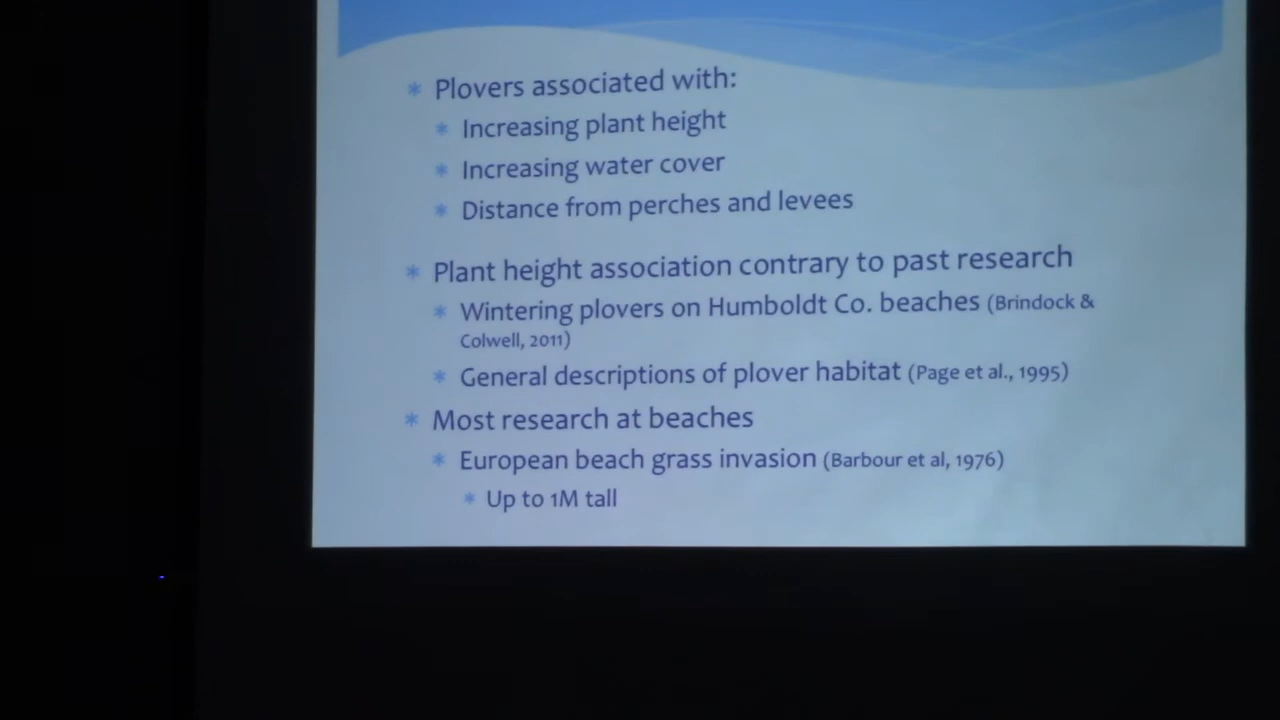 * Plovers associated with:
* Increasing plant height
* Increasing water cover
* Distance from perches and levees
* Plant height association contrary to past research
* Wintering plovers on Humboldt Co. beaches (Brindock &
Colwell, 2011)
* General descriptions of plover habitat (Page et al., 1995)
* Most research at beaches
* European beach grass invasion (Barbour et al, 1976)
* Up to 1M tall